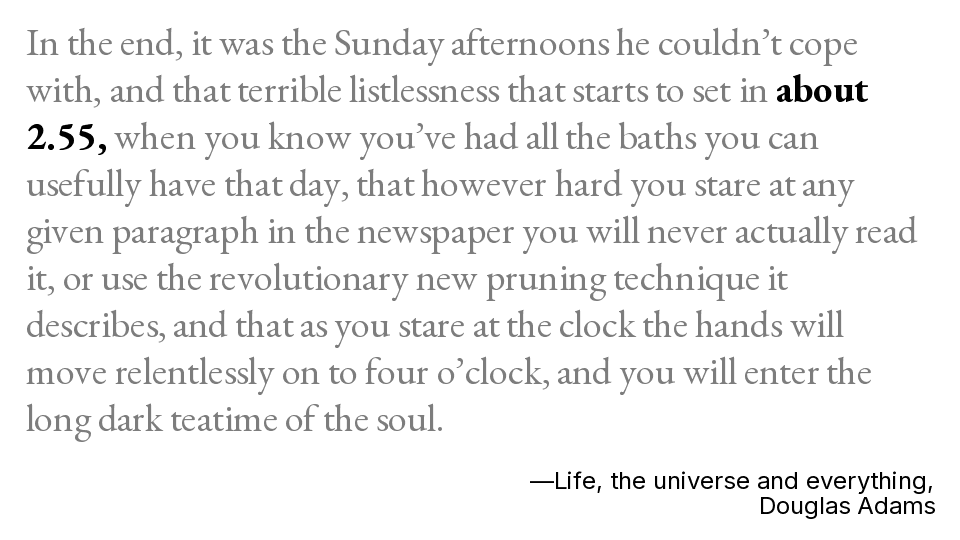 In the end, it was the Sunday afternoons he couldn’t cope
with, and that terrible listlessness that starts to set in about
2.55, when you know you’ve had all the baths you can
usefully have that day, that however hard you stare at any
given paragraph in the newspaper you will never actually read
it, or use the revolutionary new pruning technique it
describes, and that as you stare at the clock the hands will
move relentlessly on to four o’clock, and you will enter the
long dark teatime of the soul.
—Life, the universe and everything,
Douglas Adams